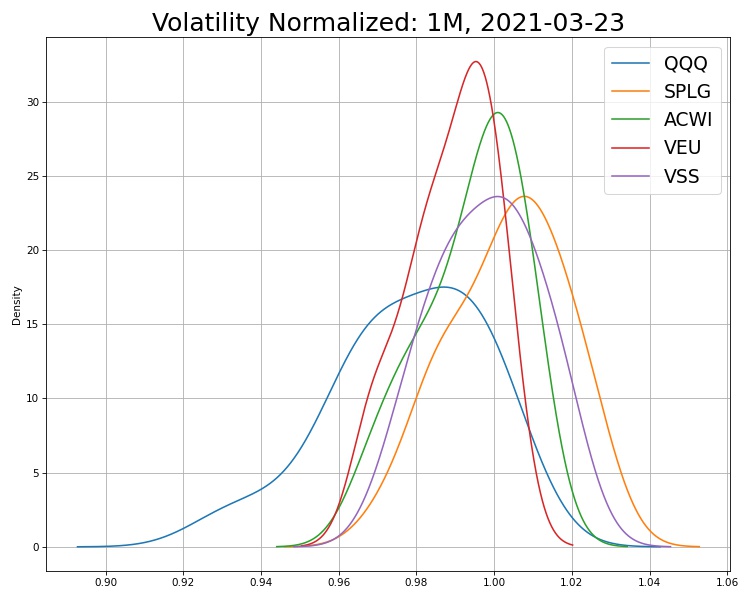 Volatility Normalized: 1M, 2021-03-23
QQQ
SPLG
ACWI
VEU
VSS
Density
30
25
20
15
10
5
0
0.90 0.92 0.94 0.96 0.98 1.00 1.02 1.04 1.06